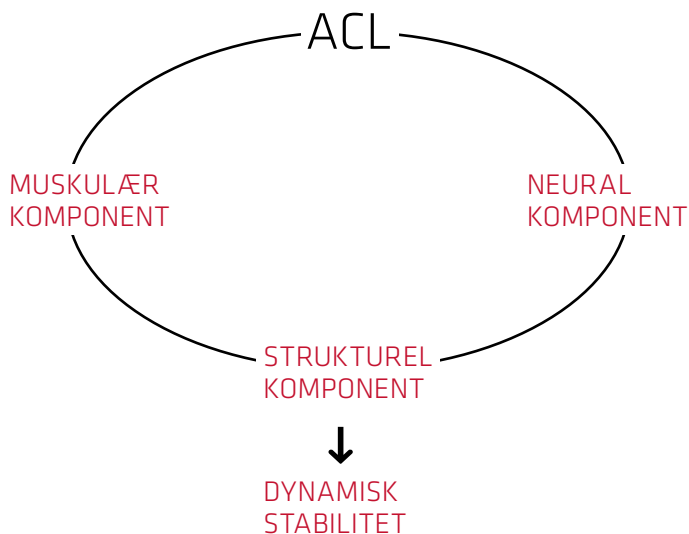 ACL
MUSKULÆR
KOMPONENT
NEURAL
KOMPONENT
STRUKTUREL
KOMPONENT
DYNAMISK
STABILITET